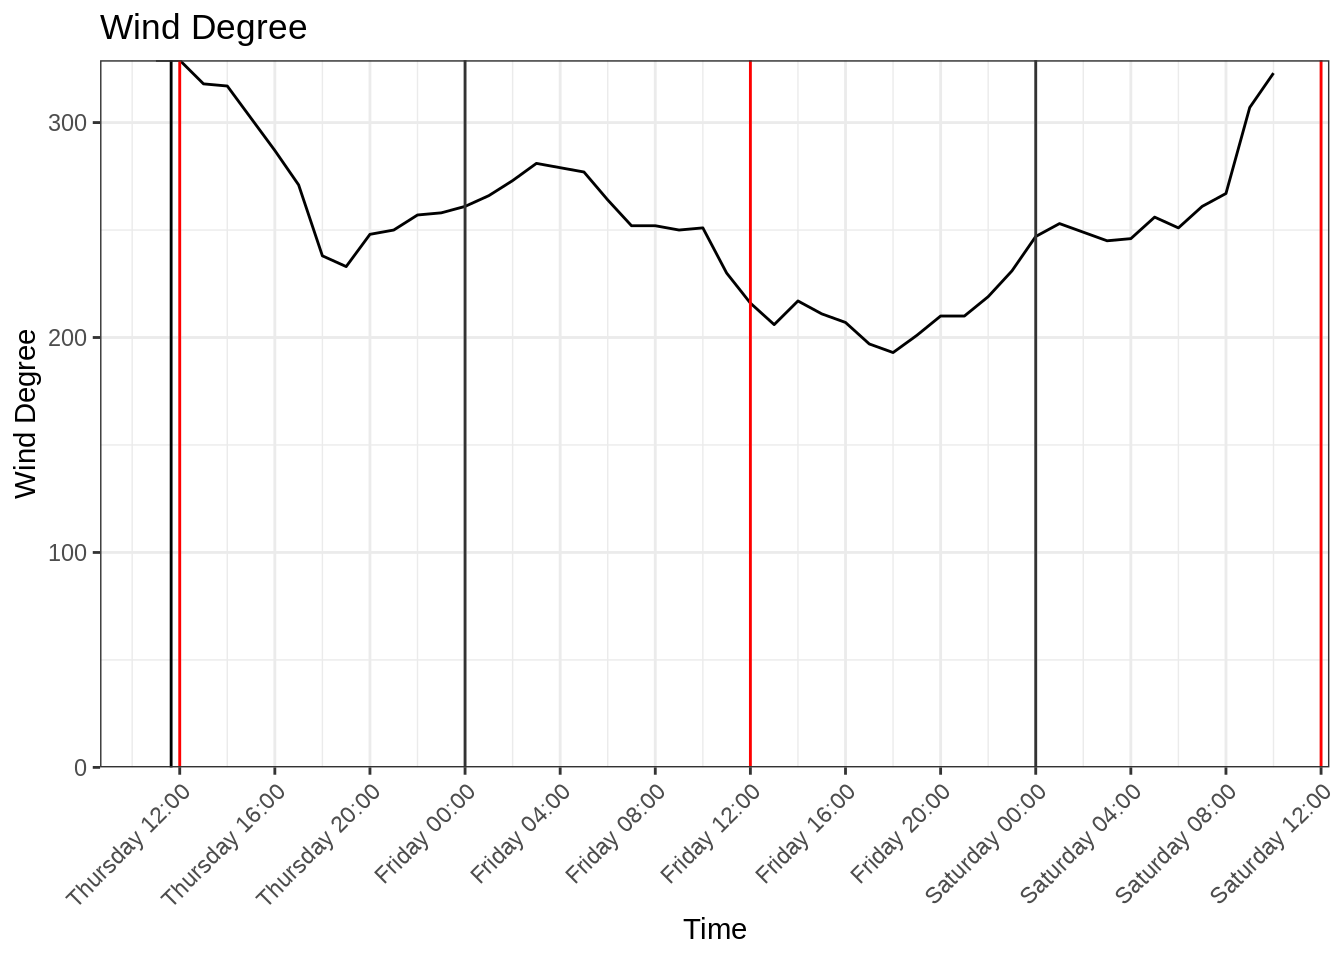 Wind Degree
Wind Degree
300
200
100
0
Thursday 12:00
Thursday 16:00
Thursday 20:00
Friday 00:00
Friday 04:00
Friday 08:00
Friday 12:00
Friday 16:00
Friday 20:00
Saturday 00:00
Saturday 04:00
Saturday 08:00
Saturday 12:00
Time